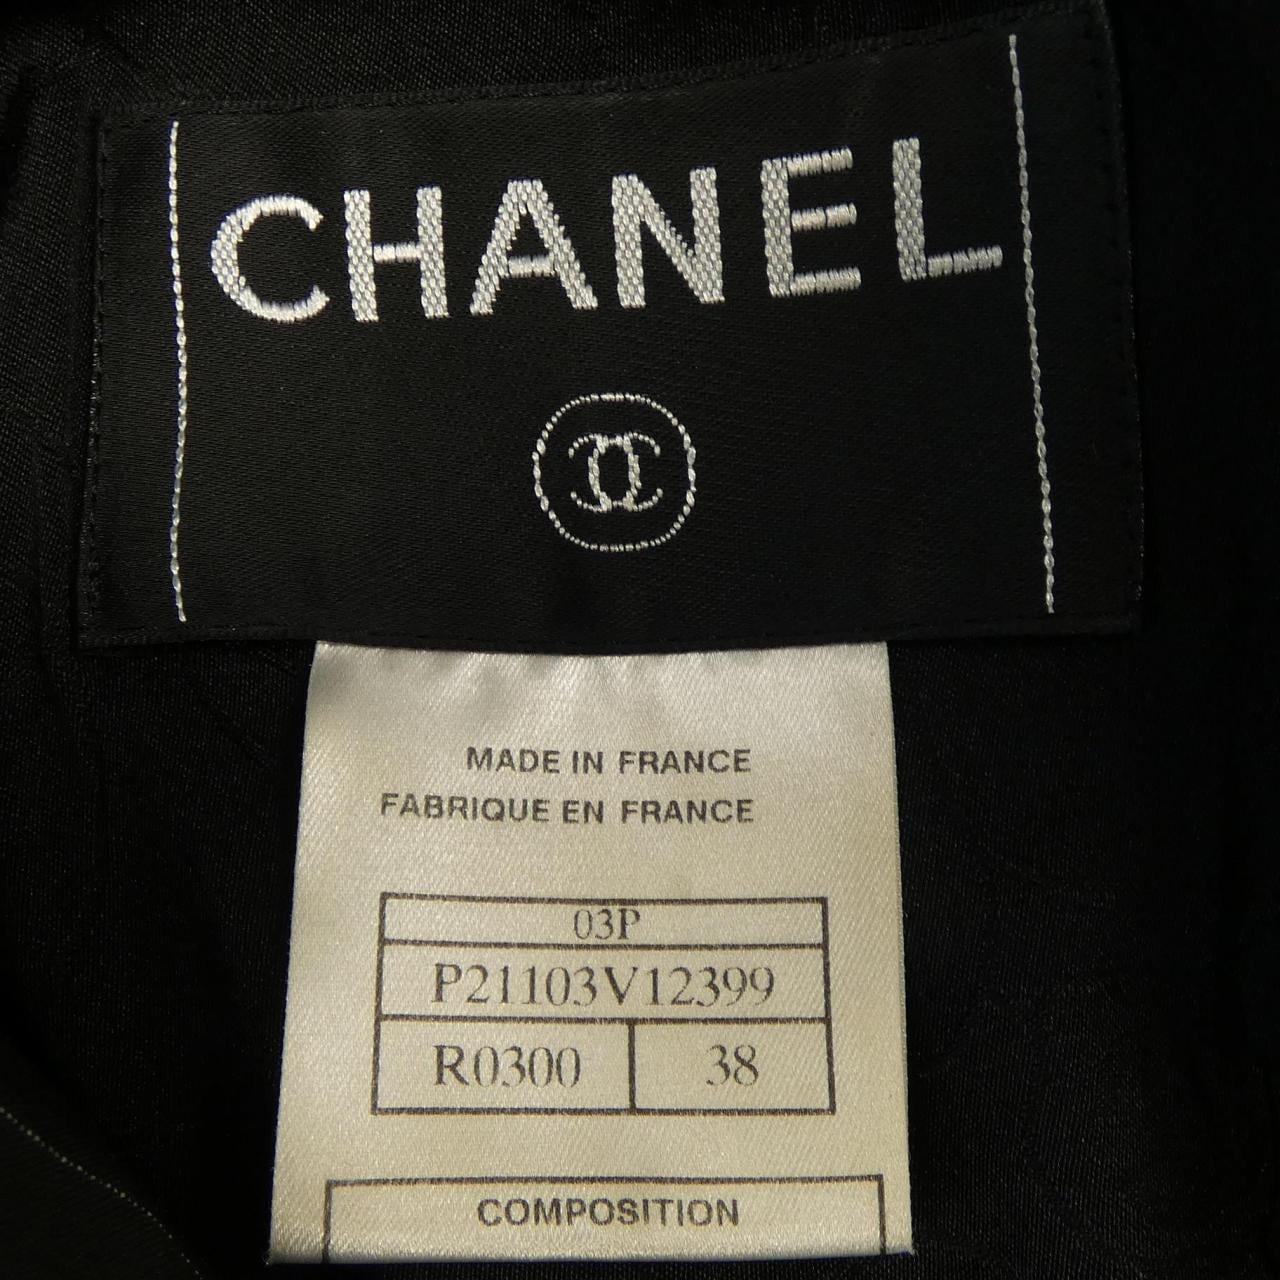 CHANEL
MADE IN FRANCE
FABRIQUE EN FRANCE
03P
P21103V12399
R0300 38
COMPOSITION